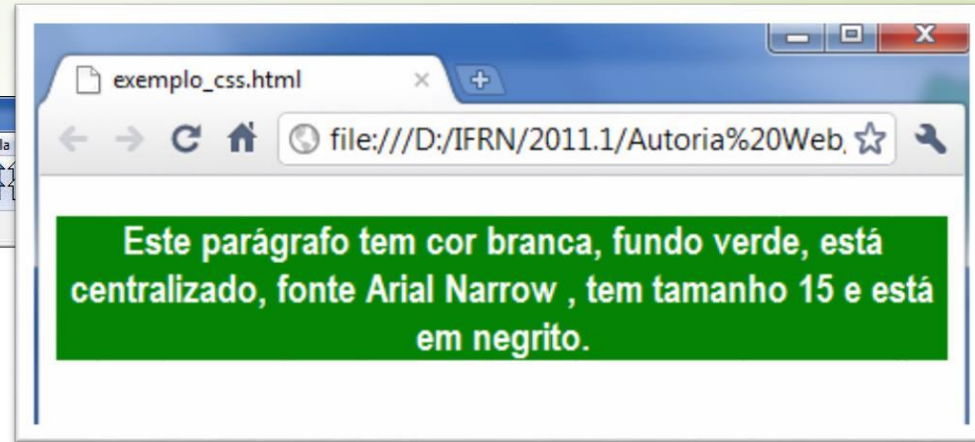 exemplo_css.html
file:///D:/IFRN/2011.1/Autoria%20Web,
la
Este parágrafo tem cor branca, fundo verde, está
centralizado, fonte Arial Narrow , tem tamanho 15 e está
em negrito.